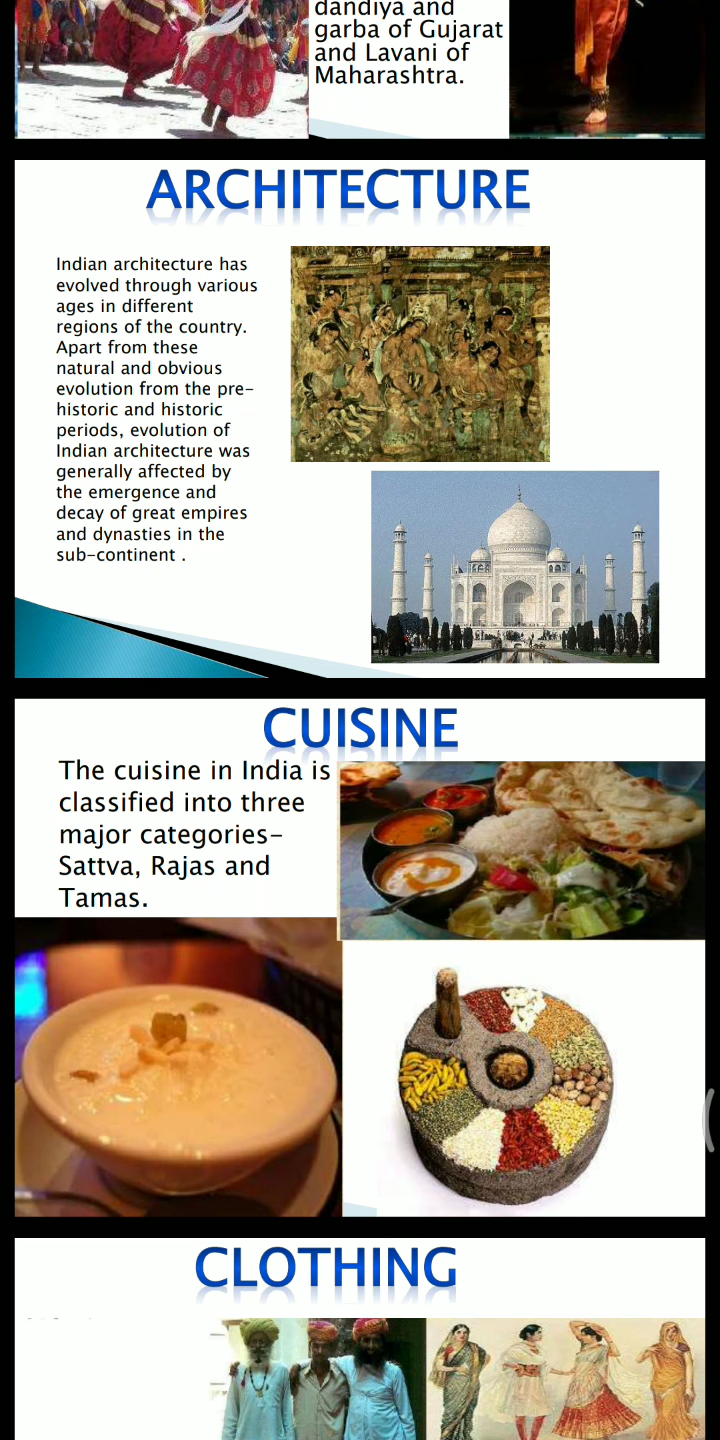 dandiya and
garba of Gujarat
and Lavani of
Maharashtra.
ARCHITECTURE
Indian architecture has
evolved through various
ages in different
regions of the country.
Apart from these
natural and obvious
evolution from the pre-
historic and historic
periods, evolution of
Indian architecture was
generally affected by
the emergence and
decay of great empires
and dynasties in the
sub-continent .
CUISINE
The cuisine in India is
classified into three
major categories-
Sattva, Rajas and
Tamas.
CLOTHING